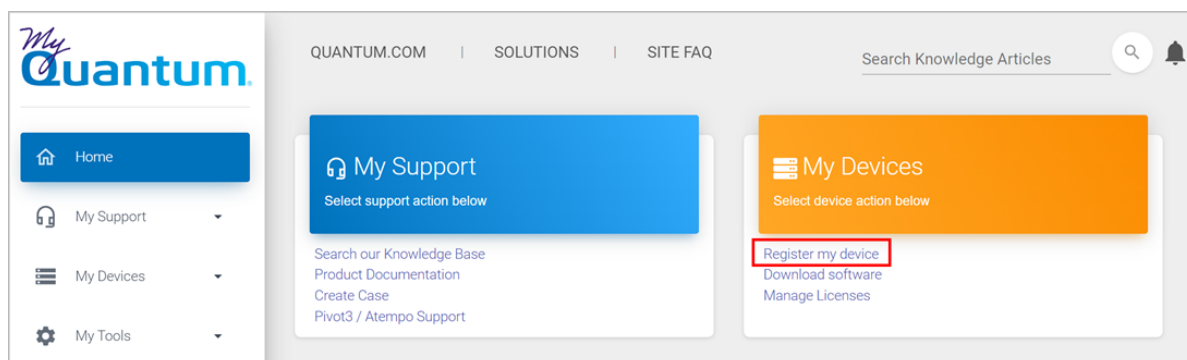 My
Quantum.
QUANTUM.COM | SOLUTIONS | SITE FAQ
Search Knowledge Articles
Home
My Support
My Devices
My Tools
My Support
Select support action below
Search our Knowledge Base
Product Documentation
Create Case
Pivot3 / Atempo Support
My Devices
Select device action below
Register my device
Download software
Manage Licenses